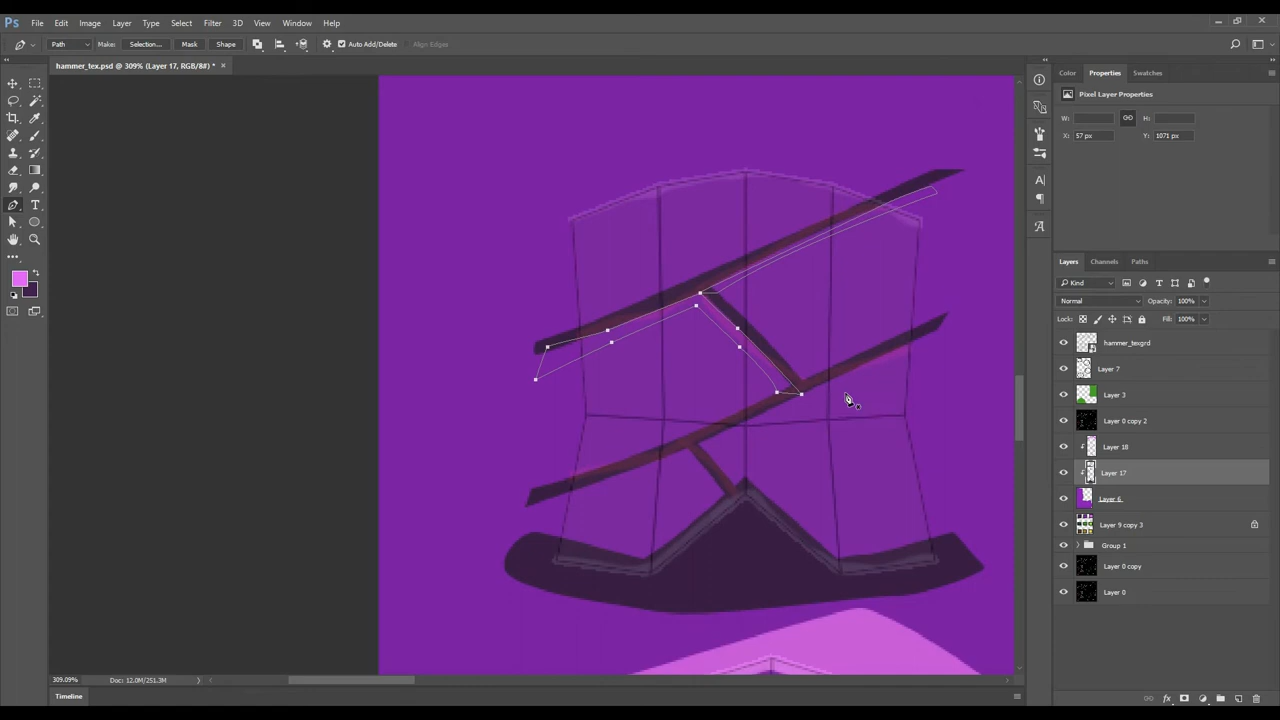 Ps File Edit Image Layer Type Select Filter 3D View Window Help
Path Make: Selection... Mask Shape Auto Add/Delete Align Edges
hammer_tex.psd @ 309% (Layer 17, RGB/8#) * ×
Color Properties Swatches
Pixel Layer Properties
W: H:
X: 57 px Y: 1071 px
Layers Channels Paths
Kind
Normal Opacity: 100%
Lock: Fill: 100%
hammer_texgrd
Layer 7
Layer 3
Layer 0 copy 2
Layer 18
Layer 17
Layer 6
Layer 9 copy 3
Group 1
Layer 0 copy
Layer 0
309.09% Doc: 12.0M/251.3M
Timeline